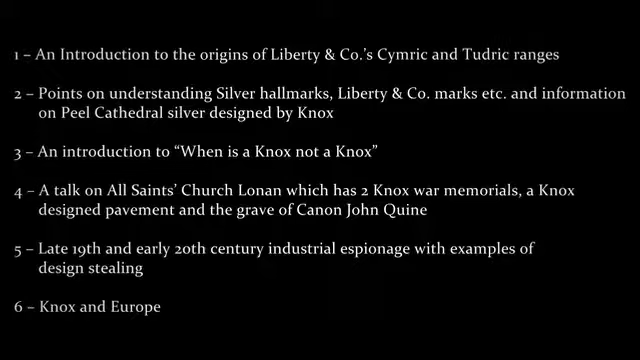 1 – An Introduction to the origins of Liberty & Co.'s Cymric and Tudric ranges
2 – Points on understanding Silver hallmarks, Liberty & Co. marks etc. and information
on Peel Cathedral silver designed by Knox
3 – An introduction to “When is a Knox not a Knox”
4 – A talk on All Saints' Church Lonan which has 2 Knox war memorials, a Knox
designed pavement and the grave of Canon John Quine
5 – Late 19th and early 20th century industrial espionage with examples of
design stealing
6 – Knox and Europe